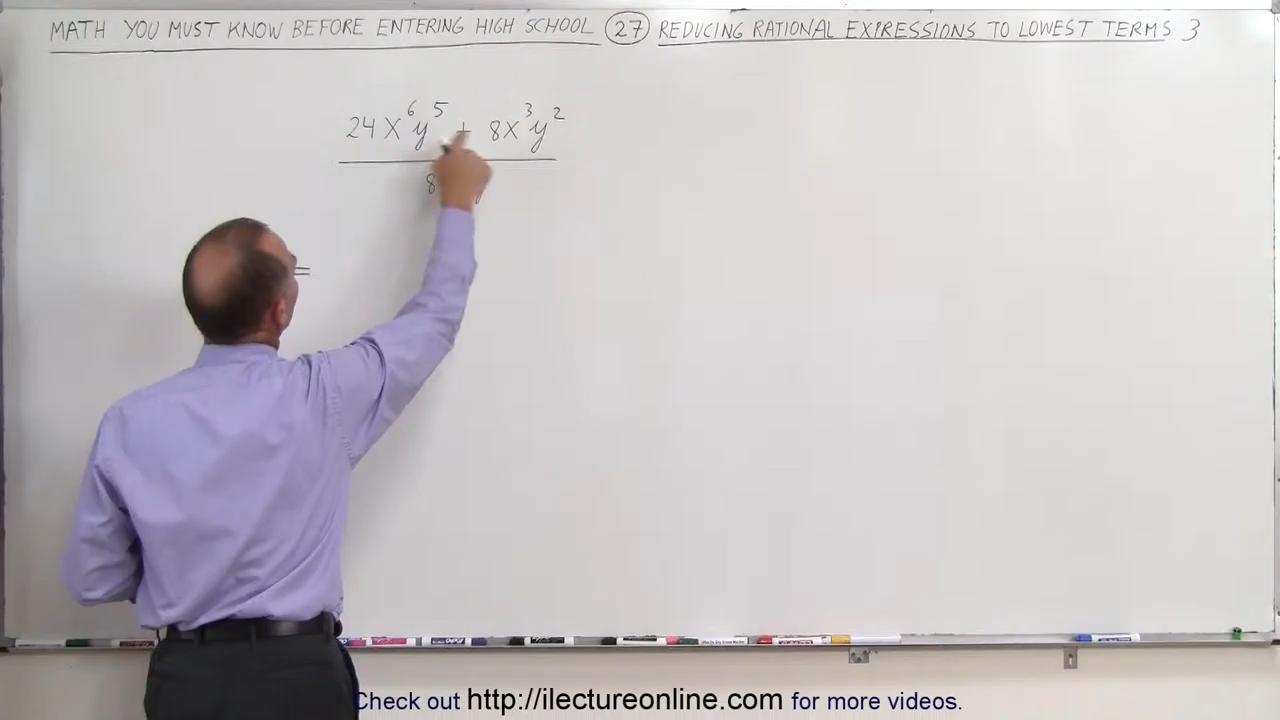 MATH YOU MUST KNOW BEFORE ENTERING HIGH SCHOOL 27 REDUCING RATIONAL EXPRESSIONS TO LOWEST TERMS 3
24x⁶y⁵ + 8x³y²
8
=
Check out http://ilectureonline.com for more videos.